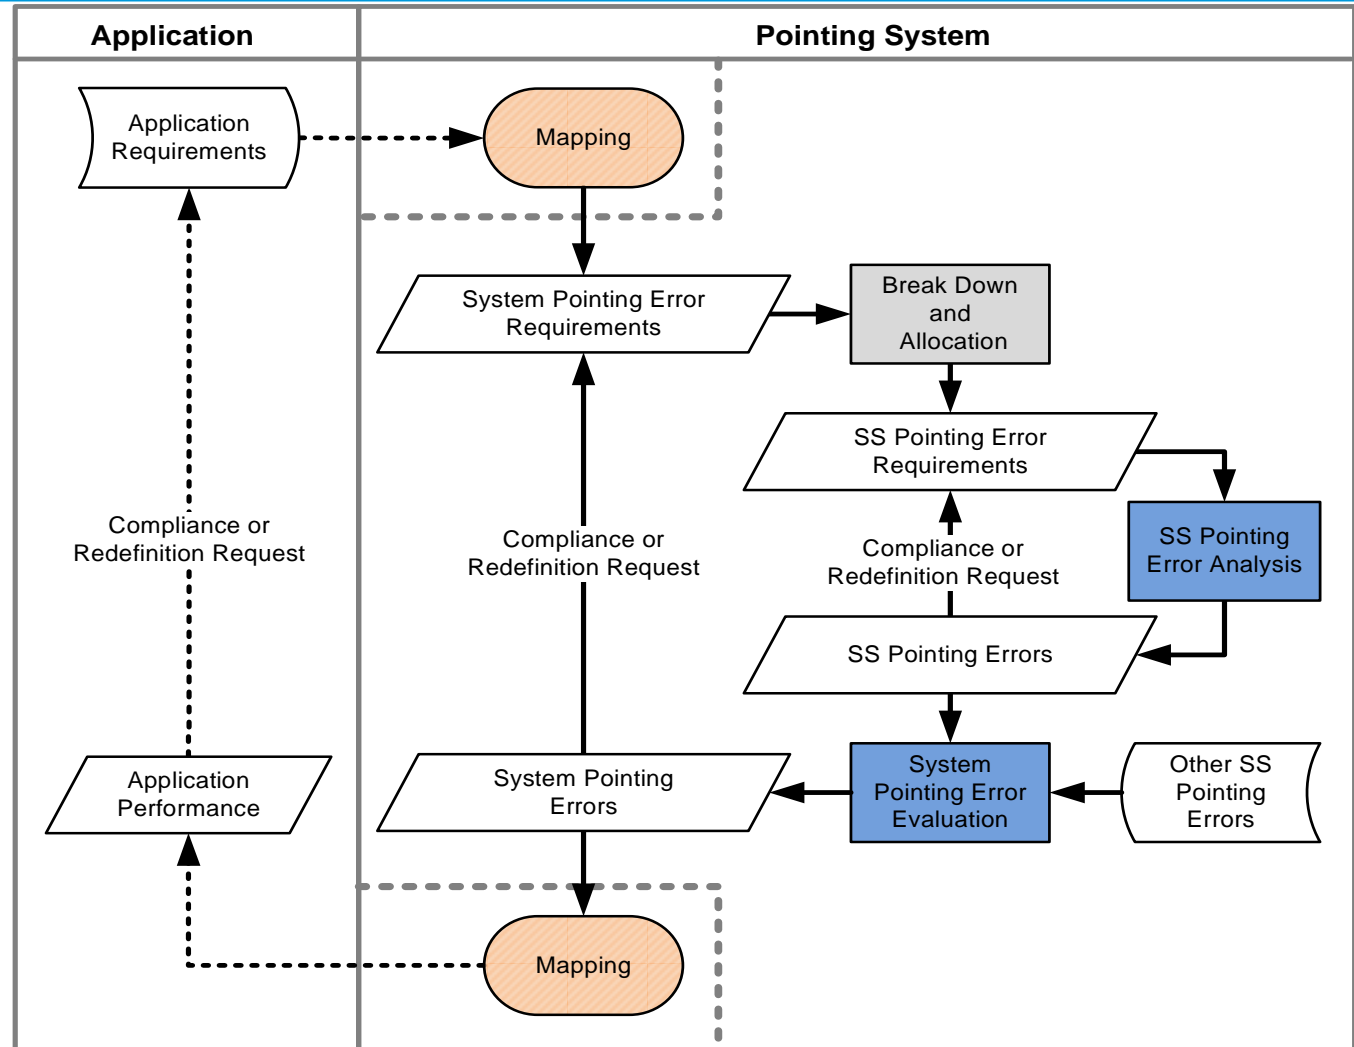 Application
Pointing System
Application
Requirements
Mapping
System Pointing Error
Requirements
Break Down
and
Allocation
SS Pointing Error
Requirements
Compliance or
Redefinition Request
Compliance or
Redefinition Request
Compliance or
Redefinition Request
SS Pointing
Error Analysis
SS Pointing Errors
Application
Performance
System Pointing
Errors
System
Pointing Error
Evaluation
Other SS
Pointing
Errors
Mapping